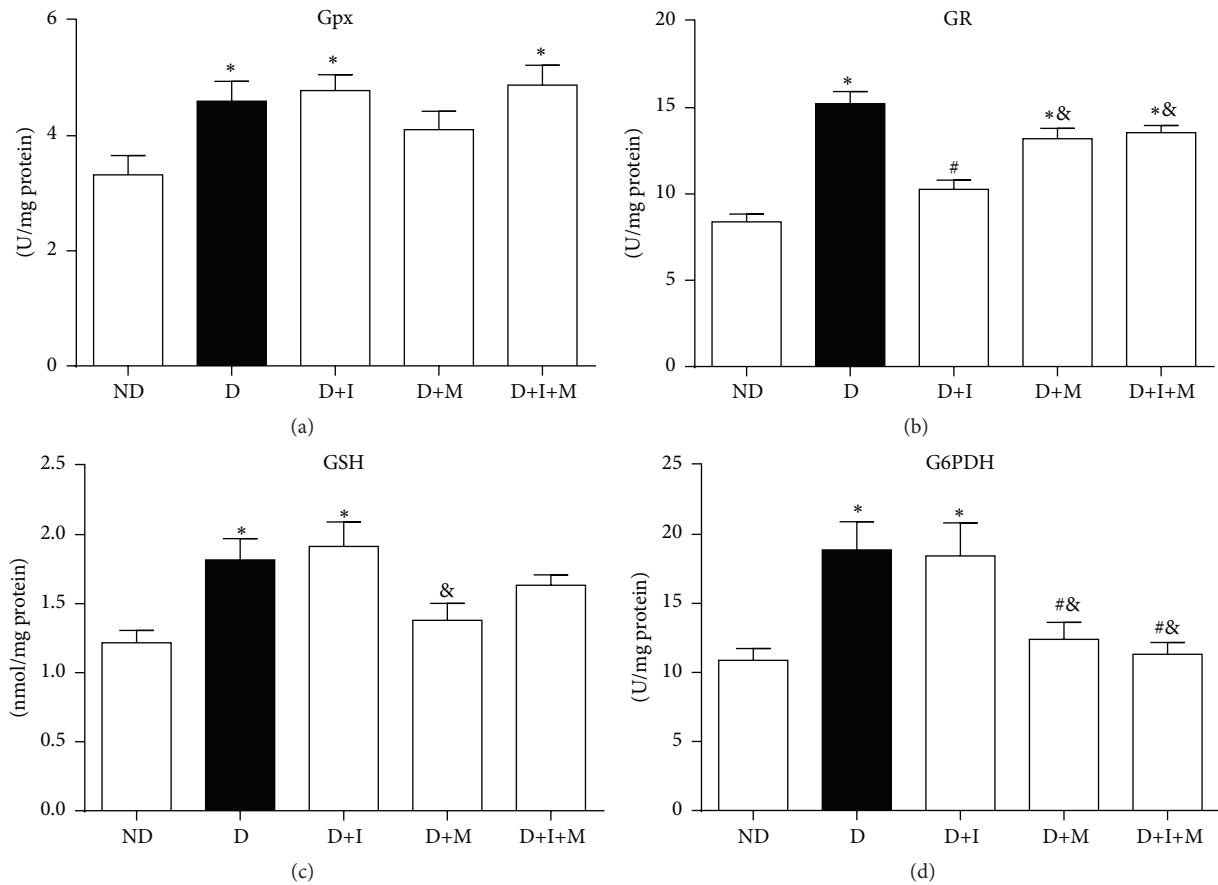 Gpx
(U/mg protein)
6
4
2
0
*
*
*
ND D D+I D+M D+I+M
(a)
GR
(U/mg protein)
20
15
10
5
0
*
#
*&
*&
ND D D+I D+M D+I+M
(b)
GSH
(nmol/mg protein)
2.5
2.0
1.5
1.0
0.5
0.0
*
*
&
ND D D+I D+M D+I+M
(c)
G6PDH
(U/mg protein)
25
20
15
10
5
0
*
*
#&
#&
ND D D+I D+M D+I+M
(d)